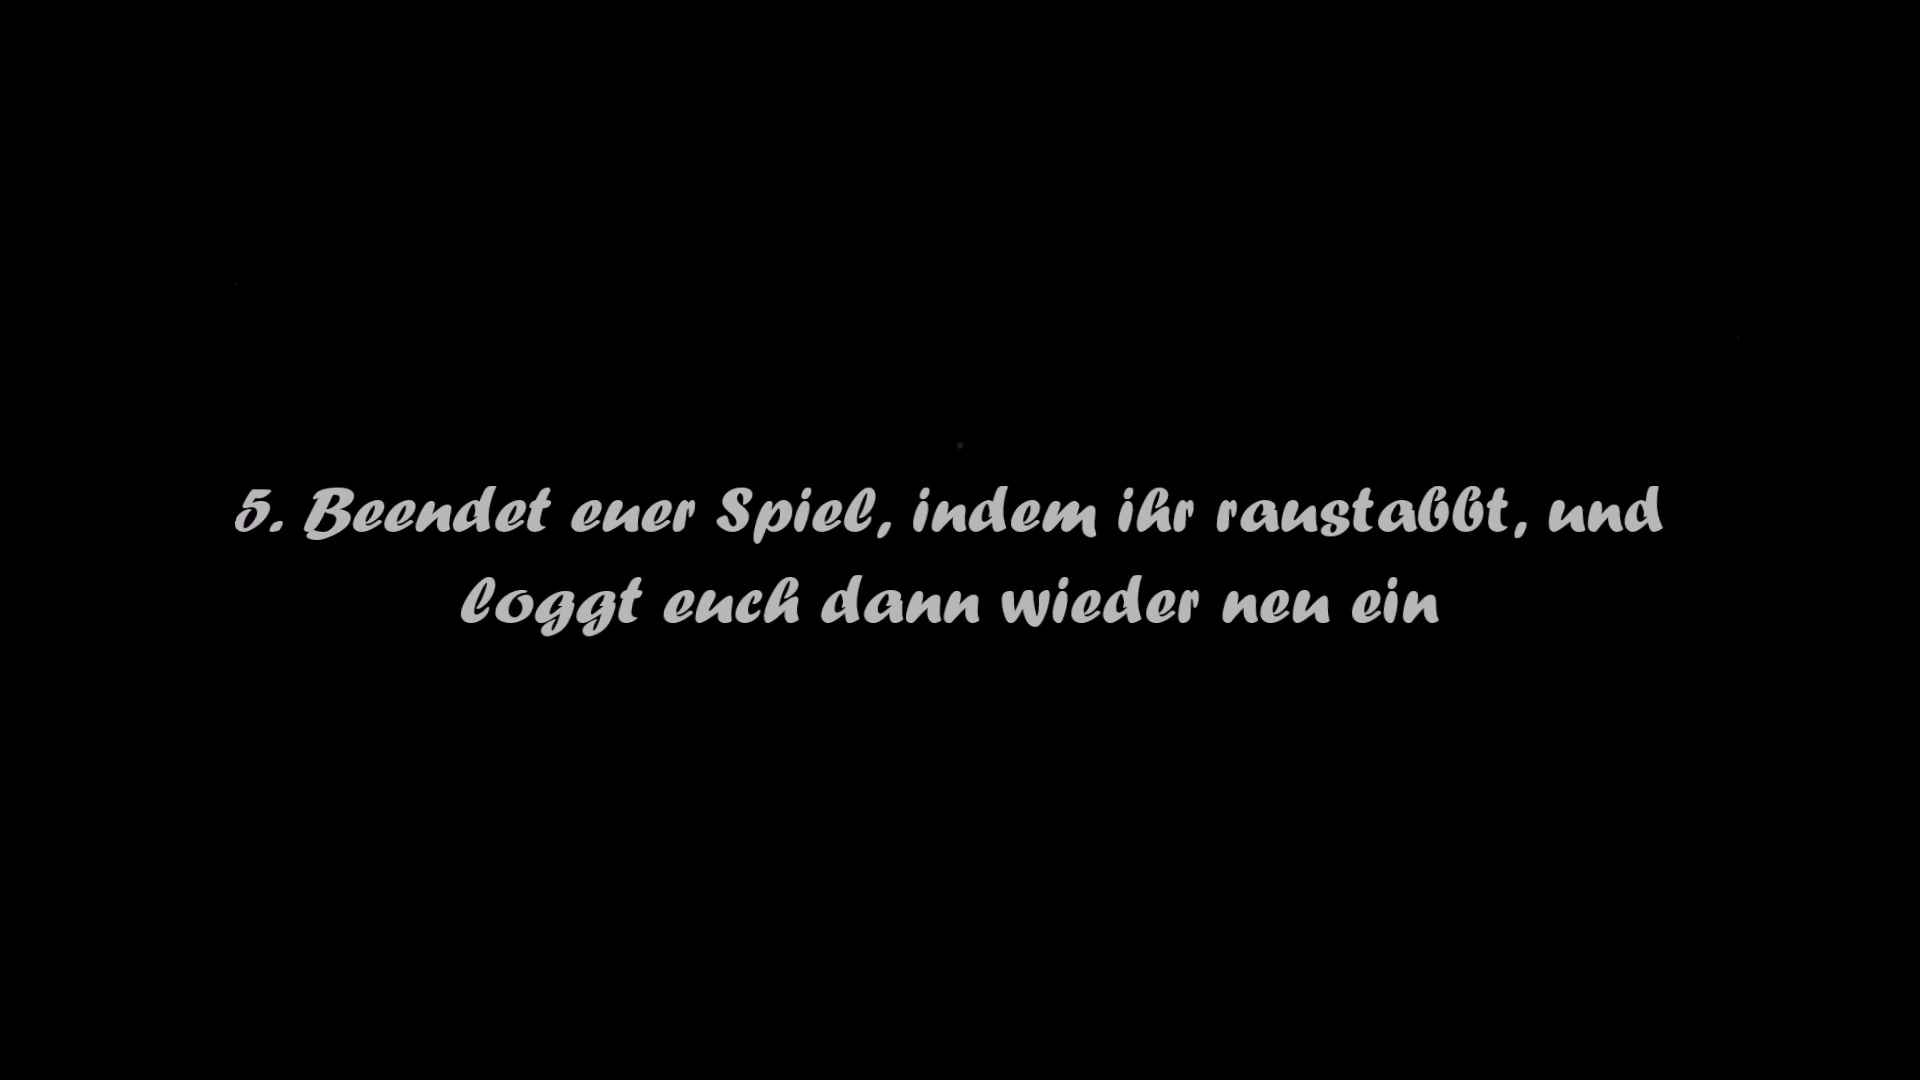 5. Beendet euer Spiel, indem ihr raustabbt, und
loggt euch dann wieder neu ein